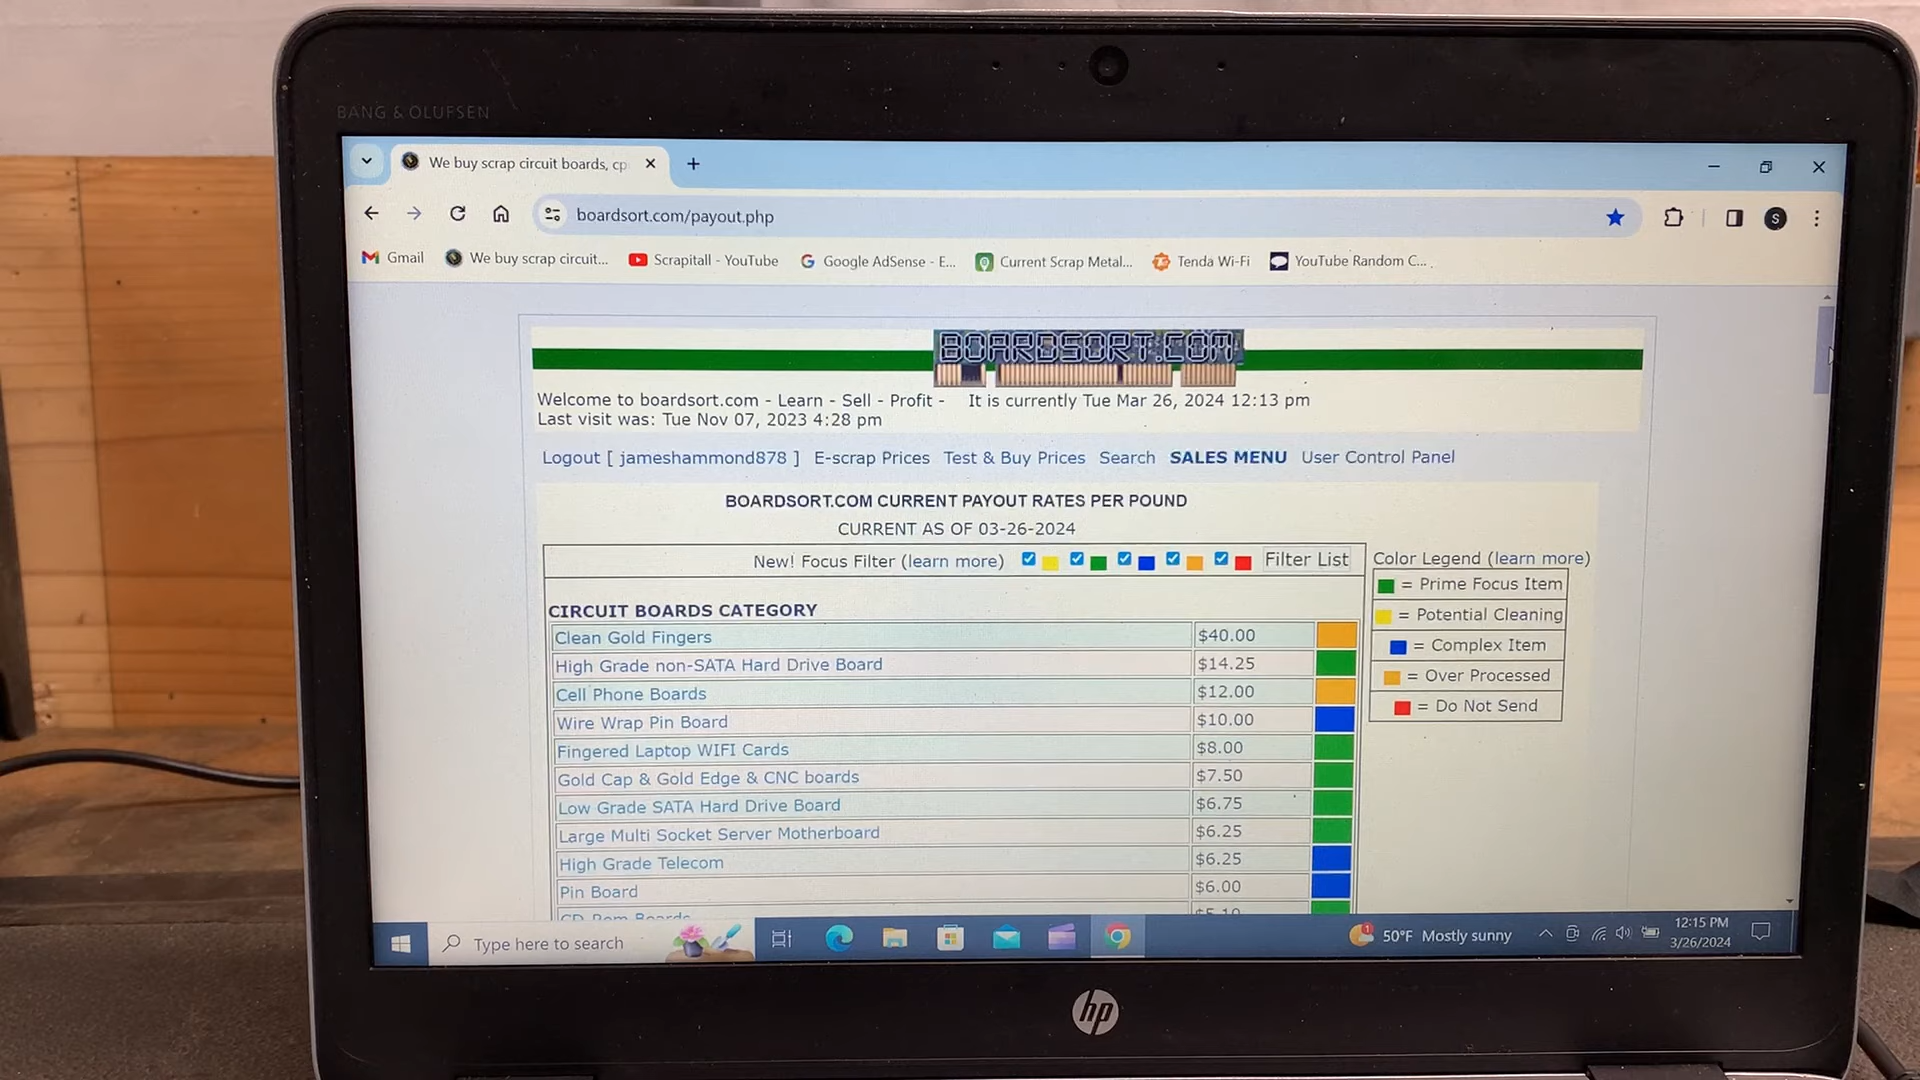 BANG & OLUFSEN
We buy scrap circuit boards, cp
boardsort.com/payout.php
S
Gmail
We buy scrap circuit...
Scrapitall - YouTube
Google AdSense - E...
Current Scrap Metal...
Tenda Wi-Fi
YouTube Random C...
BOARDSORT.COM
Welcome to boardsort.com - Learn - Sell - Profit - It is currently Tue Mar 26, 2024 12:13 pm
Last visit was: Tue Nov 07, 2023 4:28 pm
Logout [ jameshammond878 ] E-scrap Prices Test & Buy Prices Search SALES MENU User Control Panel
BOARDSORT.COM CURRENT PAYOUT RATES PER POUND
CURRENT AS OF 03-26-2024
New! Focus Filter (learn more) Filter List
Color Legend (learn more)
= Prime Focus Item
= Potential Cleaning
= Complex Item
= Over Processed
= Do Not Send
CIRCUIT BOARDS CATEGORY
Clean Gold Fingers $40.00
High Grade non-SATA Hard Drive Board $14.25
Cell Phone Boards $12.00
Wire Wrap Pin Board $10.00
Fingered Laptop WIFI Cards $8.00
Gold Cap & Gold Edge & CNC boards $7.50
Low Grade SATA Hard Drive Board $6.75
Large Multi Socket Server Motherboard $6.25
High Grade Telecom $6.25
Pin Board $6.00
CD Rom Boards $5.10
Type here to search
1
50°F Mostly sunny
12:15 PM
3/26/2024
hp